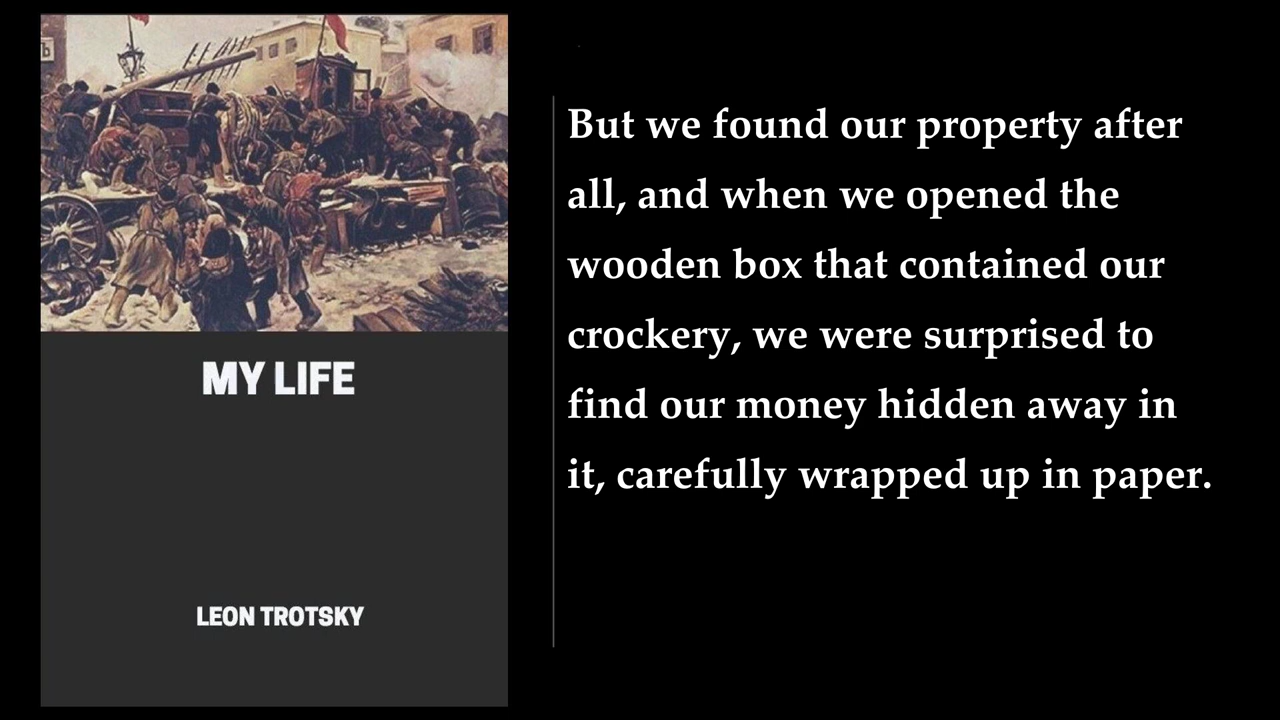 MY LIFE
LEON TROTSKY
But we found our property after
all, and when we opened the
wooden box that contained our
crockery, we were surprised to
find our money hidden away in
it, carefully wrapped up in paper.